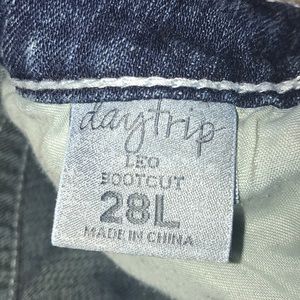 daytrip
LEO
BOOTCUT
28L
MADE IN CHINA